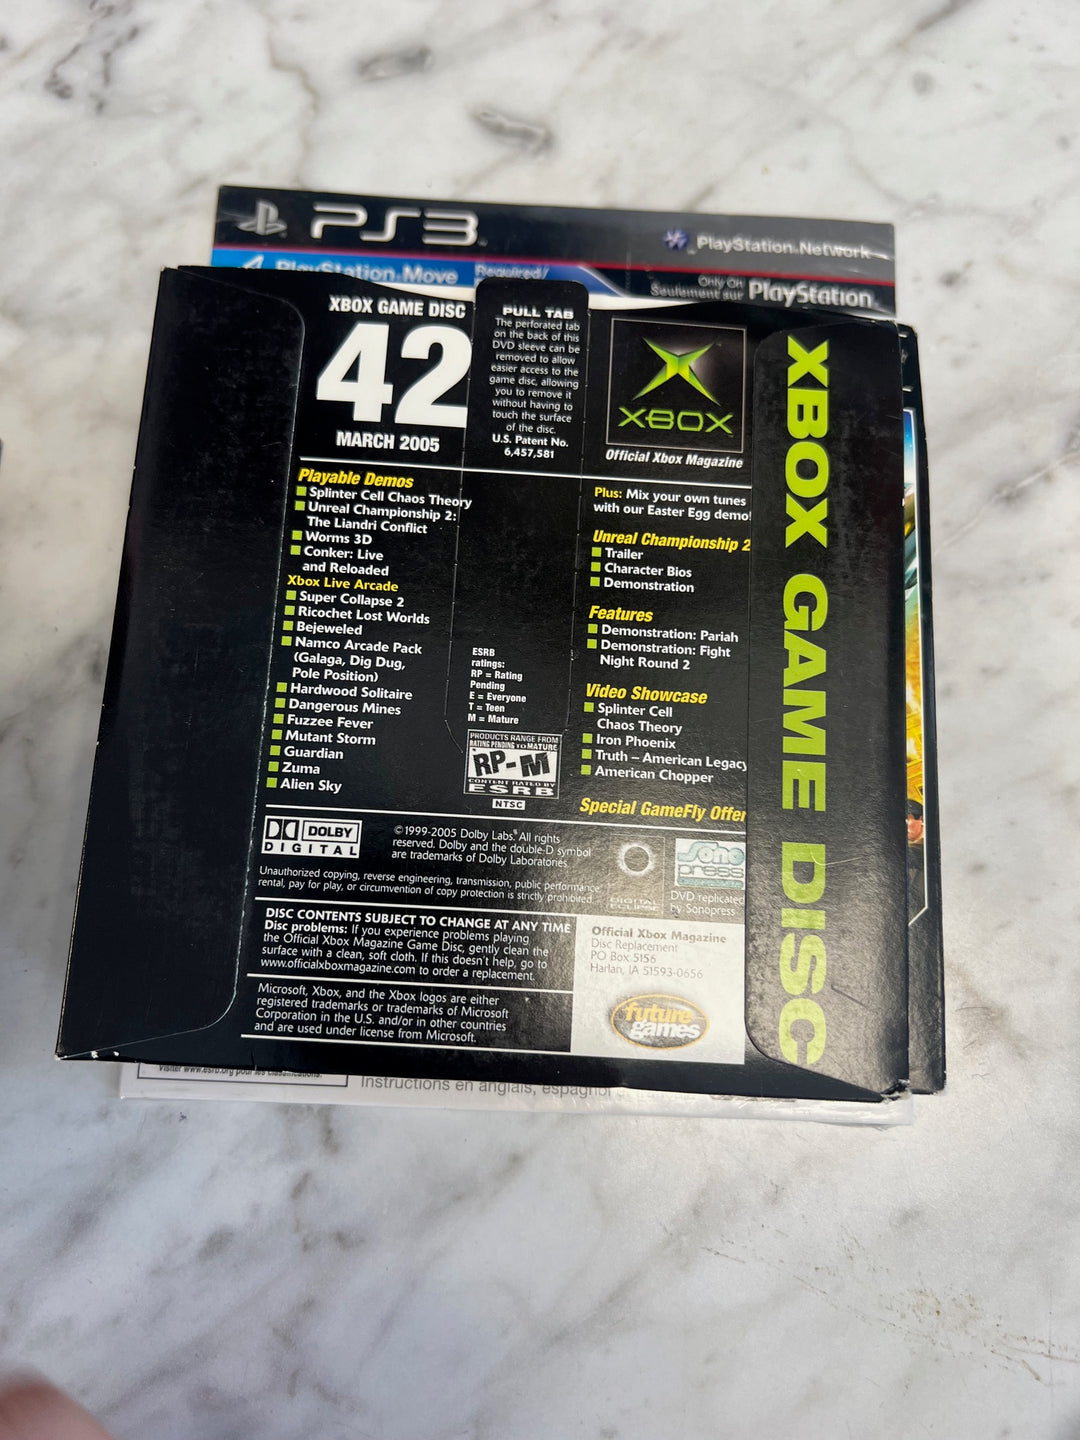 PS3
PlayStation Network
PlayStation Move
Required/
Only On
Seulement sur
PlayStation
XBOX GAME DISC
42
MARCH 2005
PULL TAB
The perforated tab
on the back of this
DVD sleeve can be
removed to allow
easier access to the
game disc, allowing
you to remove it
without having to
touch the surface
of the disc.
U.S. Patent No.
6,457,581
XBOX
Official Xbox Magazine
Playable Demos
Splinter Cell Chaos Theory
Unreal Championship 2:
The Liandri Conflict
Worms 3D
Conker: Live
and Reloaded
Xbox Live Arcade
Super Collapse 2
Ricochet Lost Worlds
Bejeweled
Namco Arcade Pack
(Galaga, Dig Dug,
Pole Position)
Hardwood Solitaire
Dangerous Mines
Fuzzee Fever
Mutant Storm
Guardian
Zuma
Alien Sky
ESRB
ratings:
RP = Rating
Pending
E = Everyone
T = Teen
M = Mature
PRODUCTS RANGE FROM
RATING PENDING TO MATURE
RP-M
CONTENT RATED BY
ESRB
NTSC
Plus: Mix your own tunes
with our Easter Egg demo!
Unreal Championship 2
Trailer
Character Bios
Demonstration
Features
Demonstration: Pariah
Demonstration: Fight
Night Round 2
Video Showcase
Splinter Cell
Chaos Theory
Iron Phoenix
Truth – American Legacy
American Chopper
Special GameFly Offer
DOLBY
DIGITAL
©1999-2005 Dolby Labs. All rights
reserved. Dolby and the double-D symbol
are trademarks of Dolby Laboratories.
Unauthorized copying, reverse engineering, transmission, public performance,
rental, pay for play, or circumvention of copy protection is strictly prohibited.
DIGITAL
ECLIPSE
Sono
press
DVD replicated
by Sonopress
DISC CONTENTS SUBJECT TO CHANGE AT ANY TIME
Disc problems: If you experience problems playing
the Official Xbox Magazine Game Disc, gently clean the
surface with a clean, soft cloth. If this doesn't help, go to
www.officialxboxmagazine.com to order a replacement.
Official Xbox Magazine
Disc Replacement
PO Box 5156
Harlan, IA 51593-0656
future
games
Microsoft, Xbox, and the Xbox logos are either
registered trademarks or trademarks of Microsoft
Corporation in the U.S. and/or in other countries
and are used under license from Microsoft.
XBOX GAME DISC
Visiter www.esrb.org pour les classifications.
Instructions en anglais, espagnol